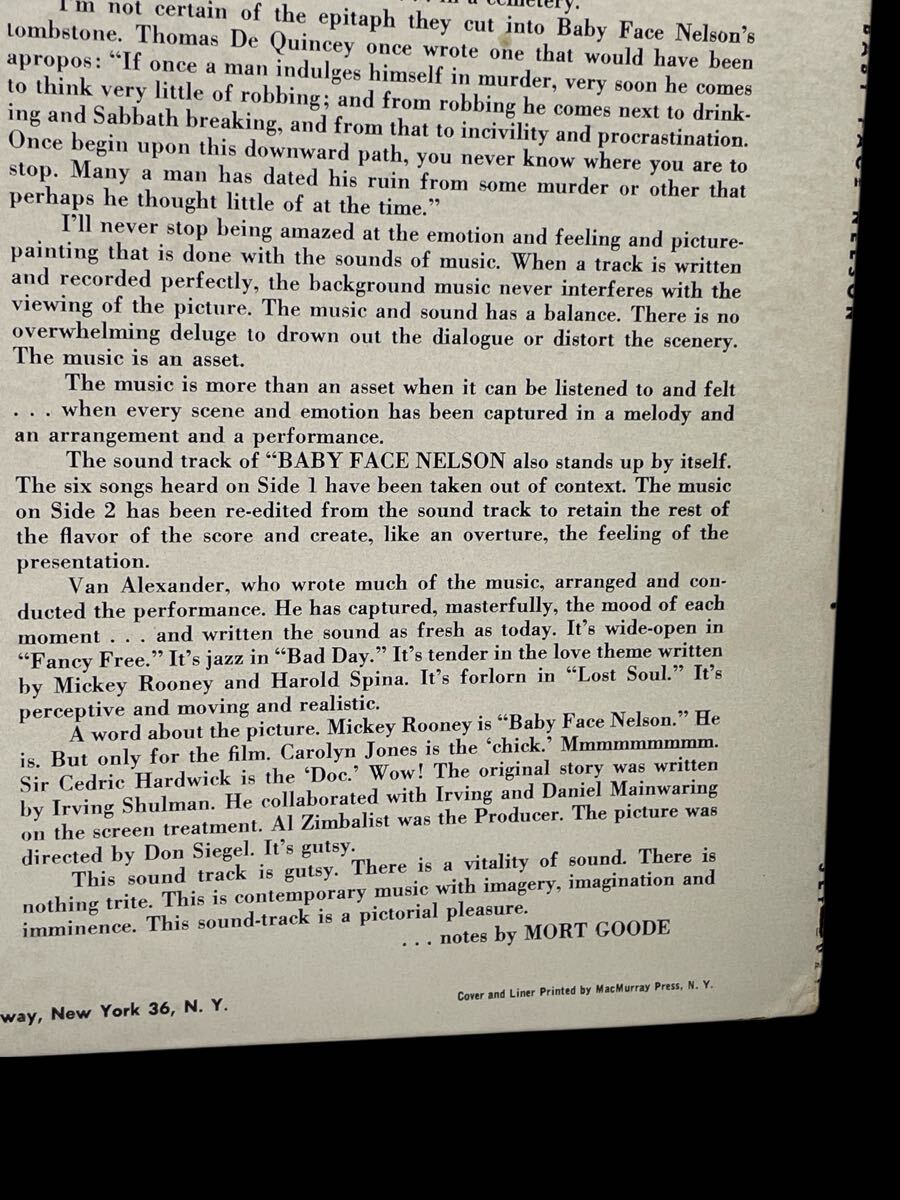 . . . in a cemetery.
I'm not certain of the epitaph they cut into Baby Face Nelson's
tombstone. Thomas De Quincey once wrote one that would have been
apropos: “If once a man indulges himself in murder, very soon he comes
to think very little of robbing; and from robbing he comes next to drink-
ing and Sabbath breaking, and from that to incivility and procrastination.
Once begin upon this downward path, you never know where you are to
stop. Many a man has dated his ruin from some murder or other that
perhaps he thought little of at the time.”
I'll never stop being amazed at the emotion and feeling and picture-
painting that is done with the sounds of music. When a track is written
and recorded perfectly, the background music never interferes with the
viewing of the picture. The music and sound has a balance. There is no
overwhelming deluge to drown out the dialogue or distort the scenery.
The music is an asset.
The music is more than an asset when it can be listened to and felt
. . . when every scene and emotion has been captured in a melody and
an arrangement and a performance.
The sound track of “BABY FACE NELSON also stands up by itself.
The six songs heard on Side 1 have been taken out of context. The music
on Side 2 has been re-edited from the sound track to retain the rest of
the flavor of the score and create, like an overture, the feeling of the
presentation.
Van Alexander, who wrote much of the music, arranged and con-
ducted the performance. He has captured, masterfully, the mood of each
moment . . . and written the sound as fresh as today. It's wide-open in
“Fancy Free.” It's jazz in “Bad Day.” It's tender in the love theme written
by Mickey Rooney and Harold Spina. It's forlorn in “Lost Soul.” It's
perceptive and moving and realistic.
A word about the picture. Mickey Rooney is “Baby Face Nelson.” He
is. But only for the film. Carolyn Jones is the ‘chick.’ Mmmmmmmmm.
Sir Cedric Hardwick is the ‘Doc.’ Wow! The original story was written
by Irving Shulman. He collaborated with Irving and Daniel Mainwaring
on the screen treatment. Al Zimbalist was the Producer. The picture was
directed by Don Siegel. It's gutsy.
This sound track is gutsy. There is a vitality of sound. There is
nothing trite. This is contemporary music with imagery, imagination and
imminence. This sound-track is a pictorial pleasure.
. . . notes by MORT GOODE
way, New York 36, N. Y.
Cover and Liner Printed by MacMurray Press, N. Y.
BABY FACE NELSON